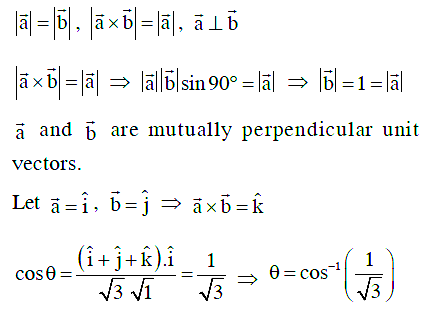 |a⃗| = |b⃗|, |a⃗ × b⃗| = |a⃗|, a⃗ ⊥ b⃗
|a⃗ × b⃗| = |a⃗| ⇒ |a⃗||b⃗| sin 90° = |a⃗| ⇒ |b⃗| = 1 = |a⃗|
a⃗ and b⃗ are mutually perpendicular unit
vectors.
Let a⃗ = î, b⃗ = ĵ ⇒ a⃗ × b⃗ = k̂
cosθ = (î + ĵ + k̂).î / √3 √1 = 1 / √3 ⇒ θ = cos⁻¹(1 / √3)